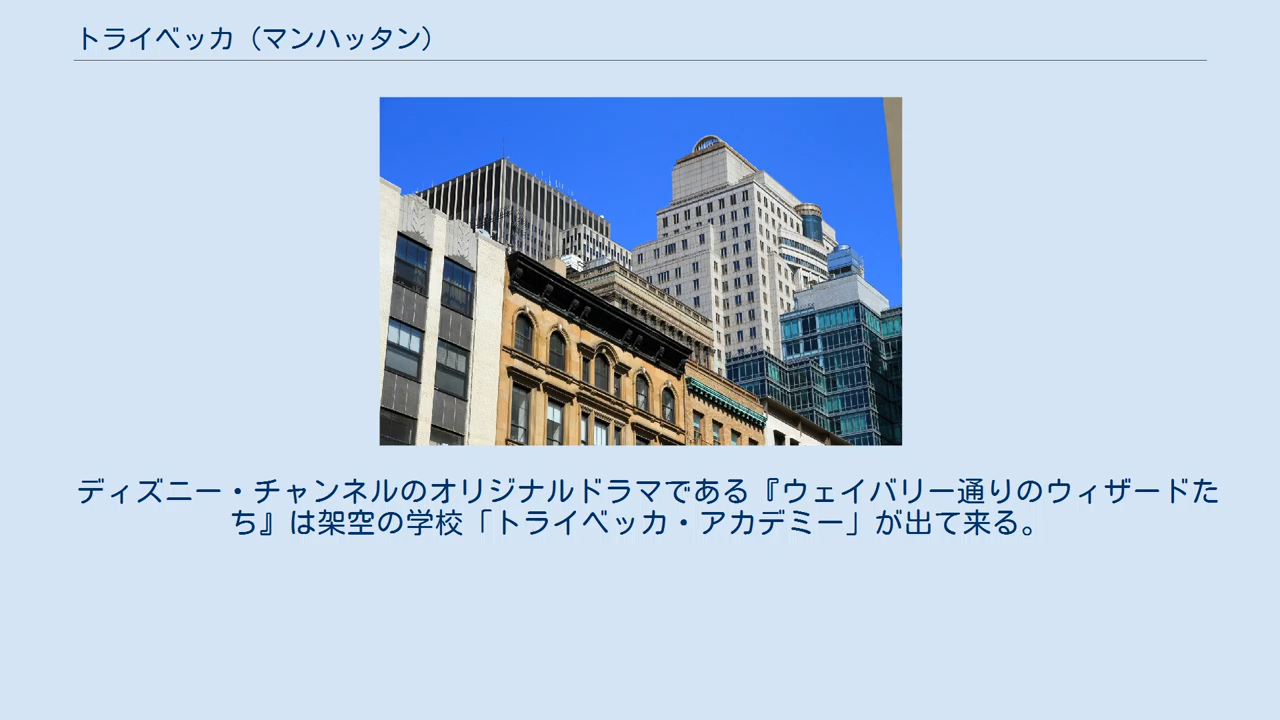 トライベッカ（マンハッタン）
ディズニー・チャンネルのオリジナルドラマである『ウェイバリー通りのウィザードた
ち』は架空の学校「トライベッカ・アカデミー」が出て来る。